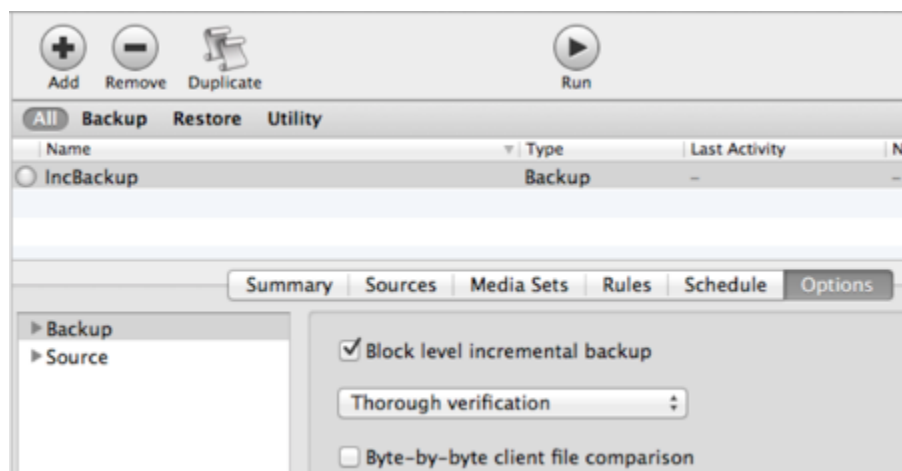 Add Remove Duplicate Run
All Backup Restore Utility
Name Type Last Activity N
IncBackup Backup – –
Summary Sources Media Sets Rules Schedule Options
Backup
Source
Block level incremental backup
Thorough verification
Byte-by-byte client file comparison